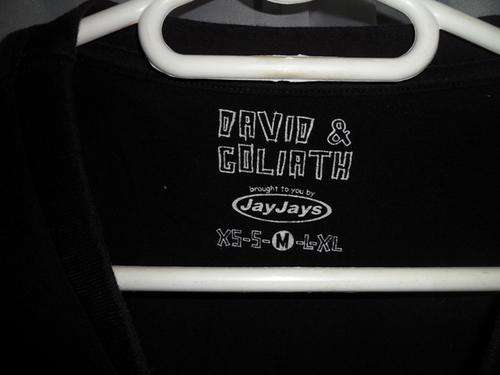 DAVID &
GOLIATH
brought to you by
JayJays
XS-S-M-L-XL